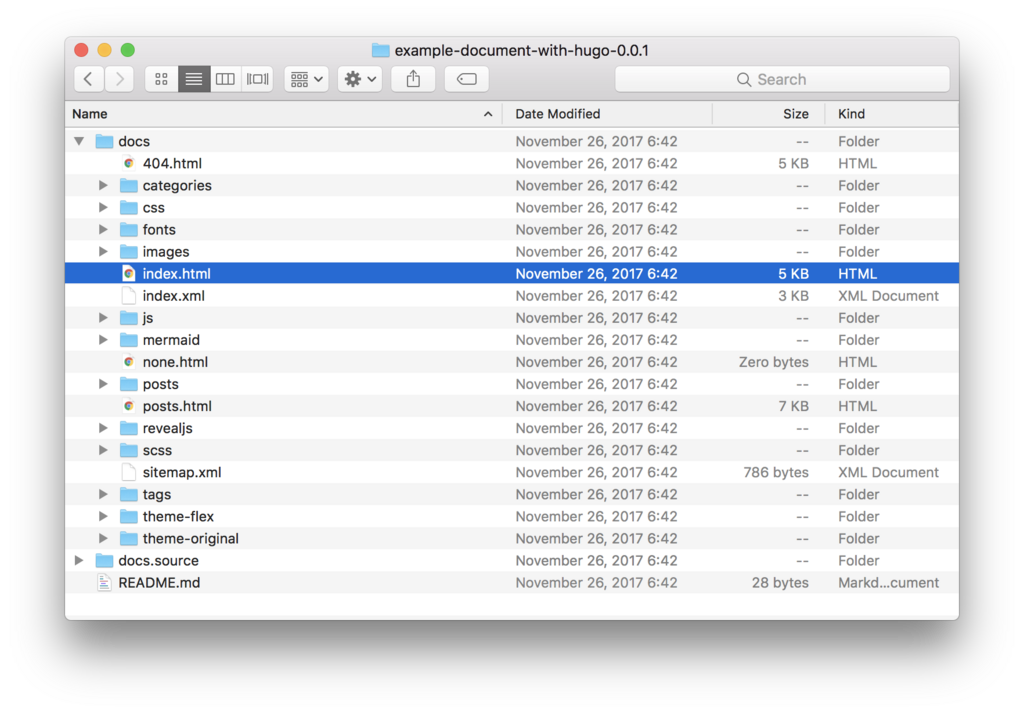 example-document-with-hugo-0.0.1
Search
Name Date Modified Size Kind
docs November 26, 2017 6:42 -- Folder
404.html November 26, 2017 6:42 5 KB HTML
categories November 26, 2017 6:42 -- Folder
css November 26, 2017 6:42 -- Folder
fonts November 26, 2017 6:42 -- Folder
images November 26, 2017 6:42 -- Folder
index.html November 26, 2017 6:42 5 KB HTML
index.xml November 26, 2017 6:42 3 KB XML Document
js November 26, 2017 6:42 -- Folder
mermaid November 26, 2017 6:42 -- Folder
none.html November 26, 2017 6:42 Zero bytes HTML
posts November 26, 2017 6:42 -- Folder
posts.html November 26, 2017 6:42 7 KB HTML
revealjs November 26, 2017 6:42 -- Folder
scss November 26, 2017 6:42 -- Folder
sitemap.xml November 26, 2017 6:42 786 bytes XML Document
tags November 26, 2017 6:42 -- Folder
theme-flex November 26, 2017 6:42 -- Folder
theme-original November 26, 2017 6:42 -- Folder
docs.source November 26, 2017 6:42 -- Folder
README.md November 26, 2017 6:42 28 bytes Markd...cument